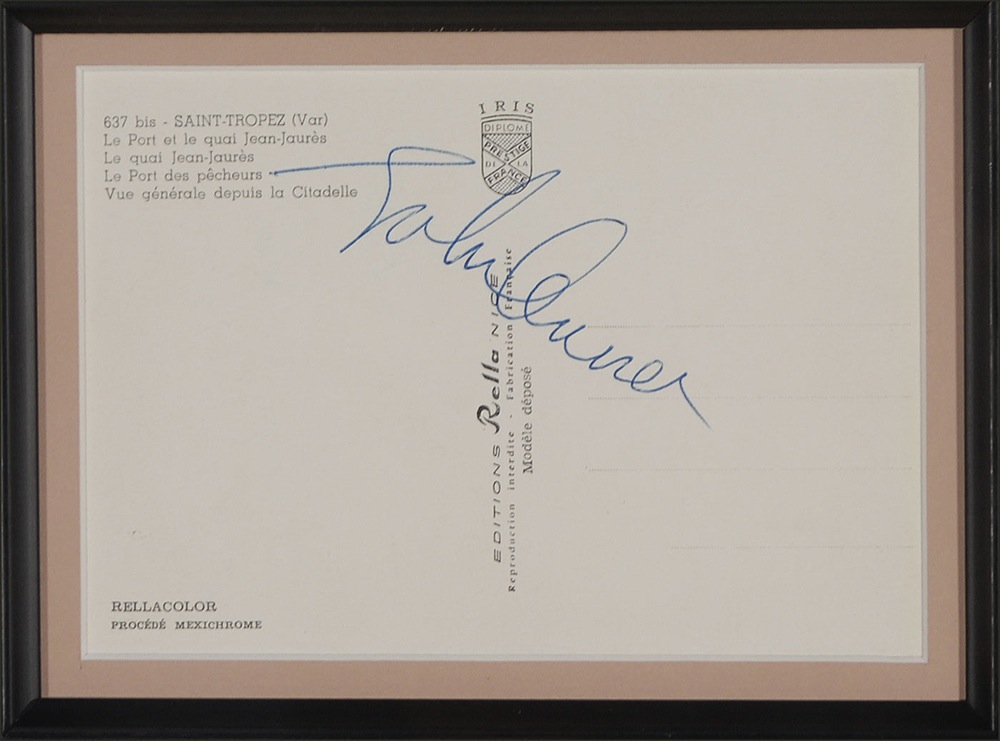 637 bis - SAINT-TROPEZ (Var)
Le Port et le quai Jean-Jaurès
Le quai Jean-Jaurès
Le Port des pêcheurs
Vue générale depuis la Citadelle
IRIS
DIPLOME
PRESTIGE
DE LA
FRANCE
EDITIONS Rella NICE
Reproduction interdite - Fabrication Française
Modèle déposé
RELLACOLOR
PROCÉDÉ MEXICHROME